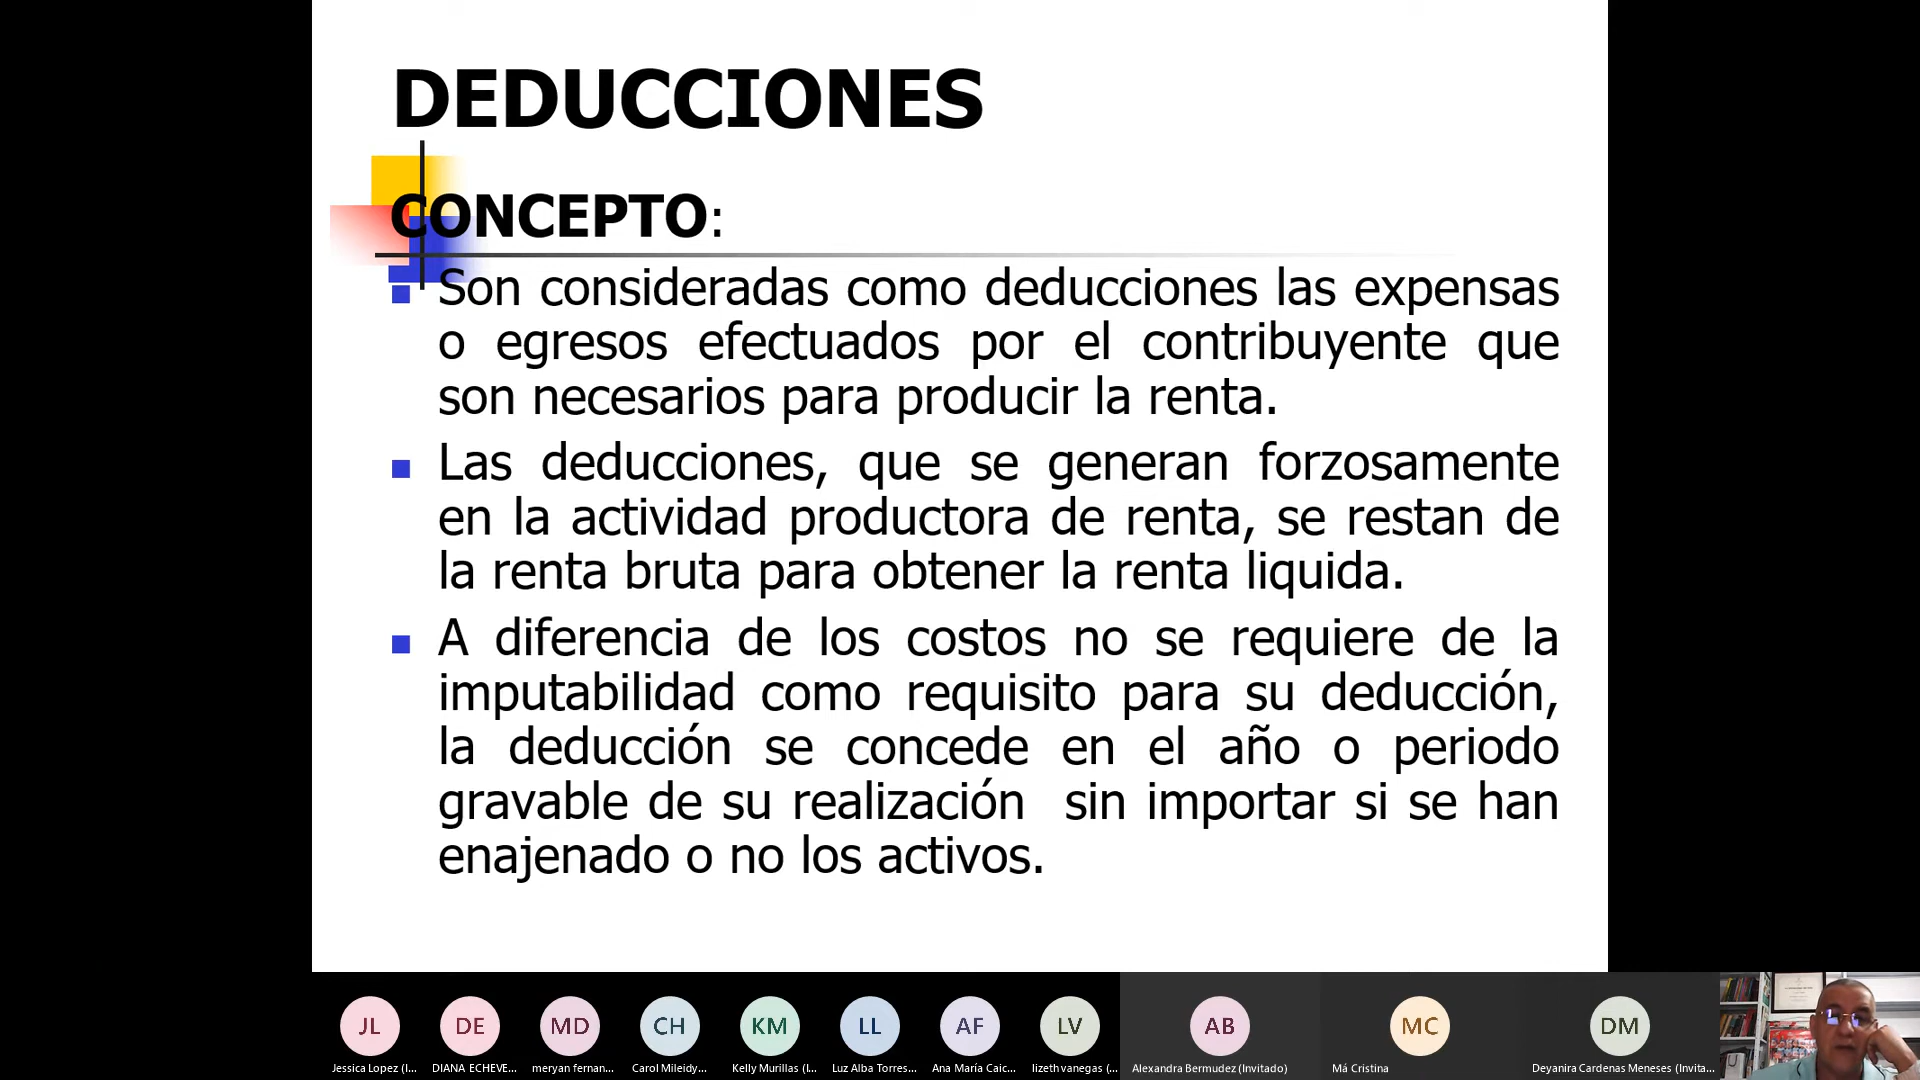 DEDUCCIONES
CONCEPTO:
Son consideradas como deducciones las expensas
o egresos efectuados por el contribuyente que
son necesarios para producir la renta.
Las deducciones, que se generan forzosamente
en la actividad productora de renta, se restan de
la renta bruta para obtener la renta liquida.
A diferencia de los costos no se requiere de la
imputabilidad como requisito para su deducción,
la deducción se concede en el año o periodo
gravable de su realización sin importar si se han
enajenado o no los activos.
JL DE MD CH KM LL AF LV AB MC DM
Jessica Lopez (I... DIANA ECHEVE... meryan fernan... Carol Mileidy... Kelly Murillas (I... Luz Alba Torres... Ana María Caic... lizeth vanegas (... Alexandra Bermudez (Invitado) Má Cristina Deyanira Cardenas Meneses (Invita...